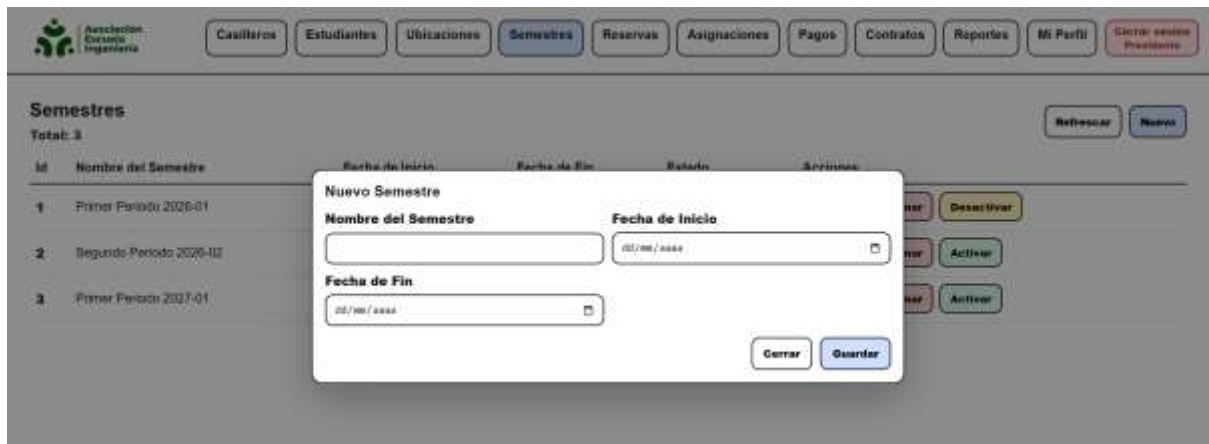 Asociación
Escuela
Ingeniería
Casilleros
Estudiantes
Ubicaciones
Semestres
Reservas
Asignaciones
Pagos
Contratos
Reportes
Mi Perfil
Cerrar sesión
Presidente
Semestres
Total: 3
Refrescar
Nuevo
Id Nombre del Semestre Fecha de Inicio Fecha de Fin Estado Acciones
1 Primer Periodo 2026-01 Desactivar
2 Segundo Periodo 2026-02 Activar
3 Primer Periodo 2027-01 Activar
Nuevo Semestre
Nombre del Semestre Fecha de Inicio
dd/mm/aaaa
Fecha de Fin
dd/mm/aaaa
Cerrar
Guardar